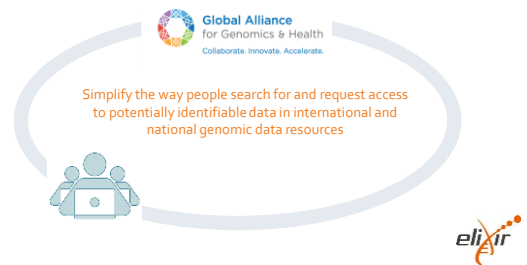 Global Alliance
for Genomics & Health
Collaborate. Innovate. Accelerate.
Simplify the way people search for and request access
to potentially identifiable data in international and
national genomic data resources
elixir